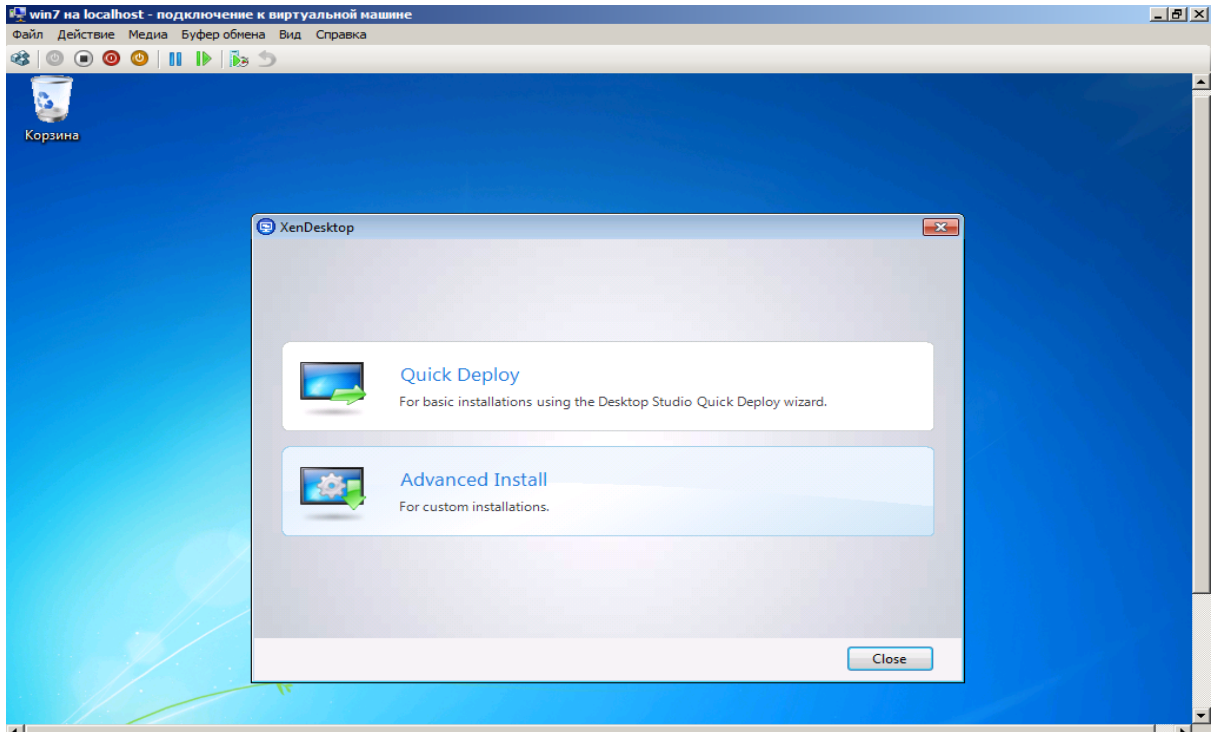 win7 на localhost - подключение к виртуальной машине
Файл Действие Медиа Буфер обмена Вид Справка
Корзина
XenDesktop
Quick Deploy
For basic installations using the Desktop Studio Quick Deploy wizard.
Advanced Install
For custom installations.
Close